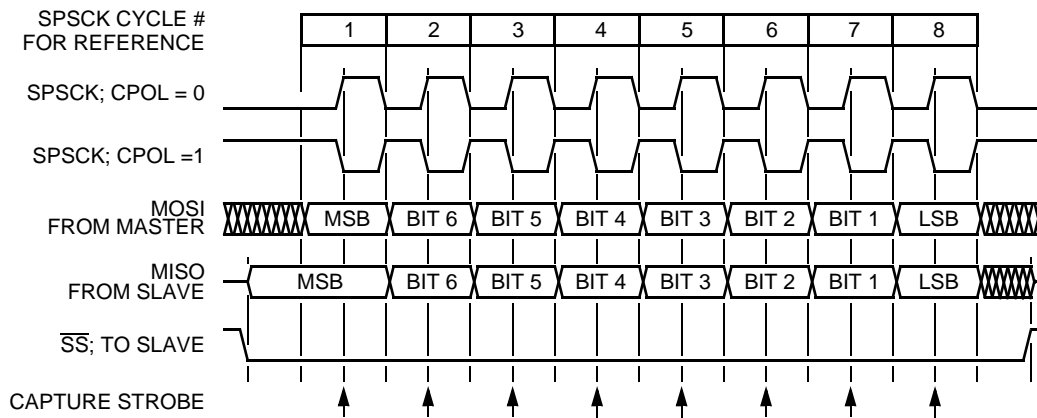 SPSCK CYCLE #
FOR REFERENCE
1 2 3 4 5 6 7 8
SPSCK; CPOL = 0
SPSCK; CPOL =1
MOSI
FROM MASTER
MSB BIT 6 BIT 5 BIT 4 BIT 3 BIT 2 BIT 1 LSB
MISO
FROM SLAVE
MSB BIT 6 BIT 5 BIT 4 BIT 3 BIT 2 BIT 1 LSB
S̅S̅; TO SLAVE
CAPTURE STROBE